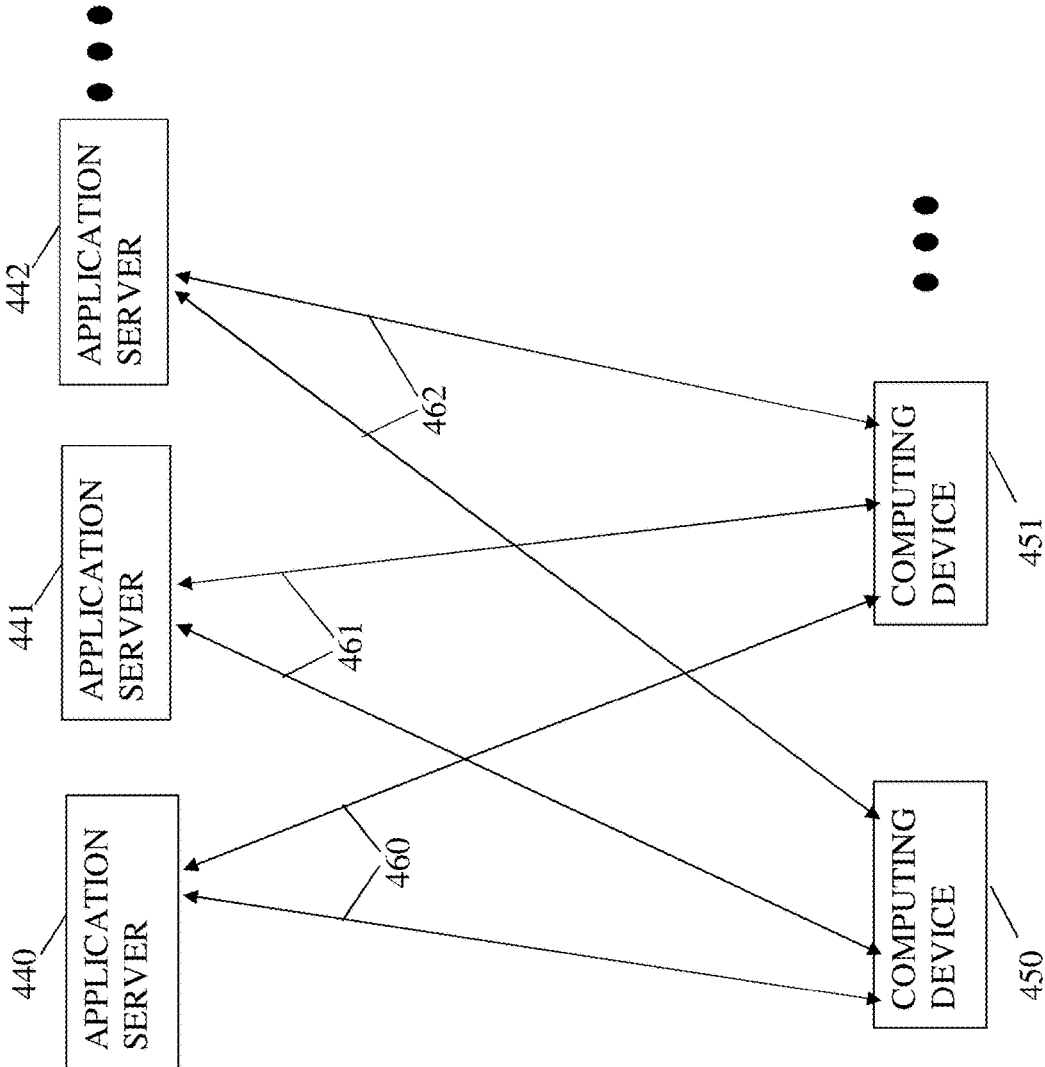 440
441
442
APPLICATION
SERVER
APPLICATION
SERVER
APPLICATION
SERVER
460
461
462
COMPUTING
DEVICE
COMPUTING
DEVICE
450
451